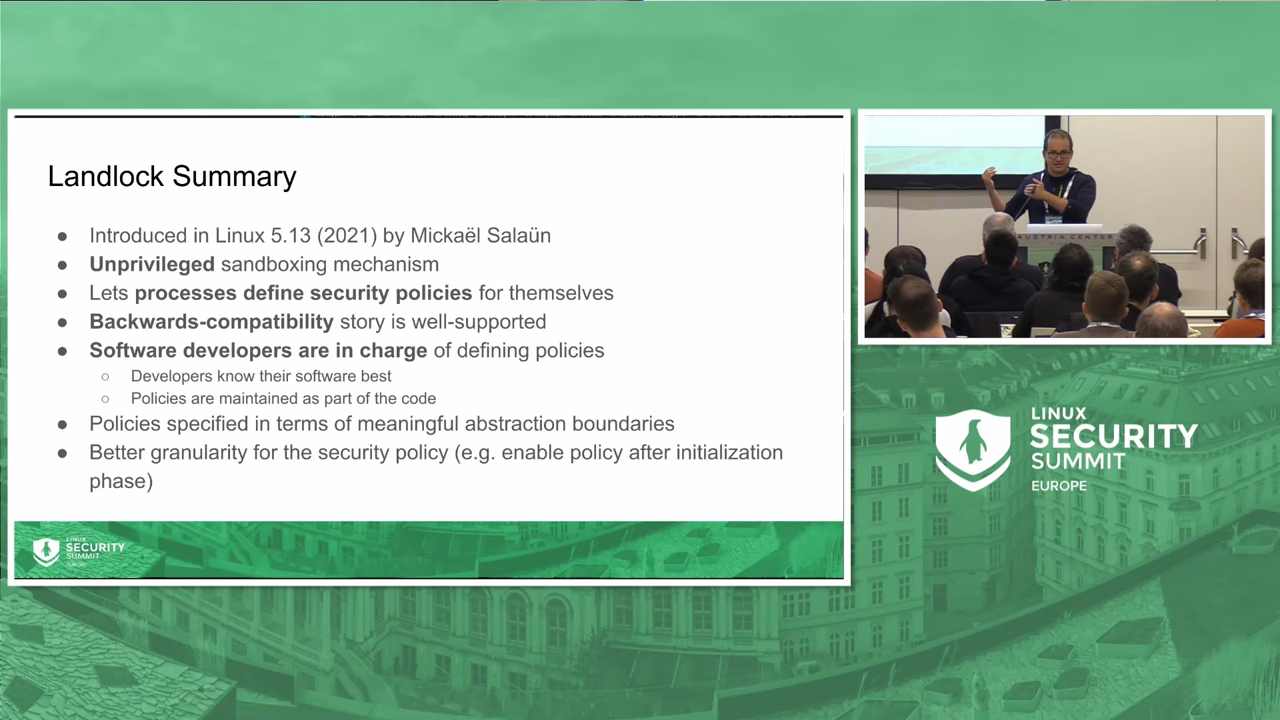 Landlock Summary
● Introduced in Linux 5.13 (2021) by Mickaël Salaün
● Unprivileged sandboxing mechanism
● Lets processes define security policies for themselves
● Backwards-compatibility story is well-supported
● Software developers are in charge of defining policies
○ Developers know their software best
○ Policies are maintained as part of the code
● Policies specified in terms of meaningful abstraction boundaries
● Better granularity for the security policy (e.g. enable policy after initialization
phase)
LINUX
SECURITY
SUMMIT
EUROPE
AUSTRIA CENTER
LINUX
SECURITY
SUMMIT
EUROPE